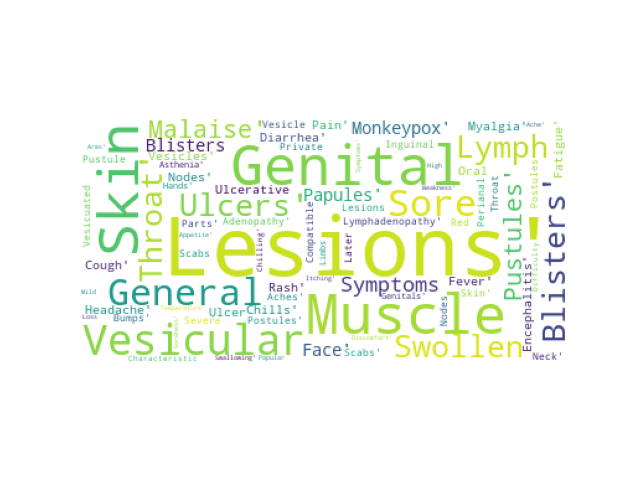 Malaise'
Vesicle
Pain'
Monkeypox'
Myalgia'
'Ache'
Arms'
Skin
Blisters
Diarrhea'
Private
Inguinal
Lymph
Fatigue'
Pustule
Throat'
Vesicles'
Asthenia'
Genital
Symptoms'
High
Oral
Nodes'
Hands'
Ulcerative
Papules'
Weakness'
Sore
Perianal
Throat
Pustules'
Postules
Blisters'
Vesicuated
Ulcers'
Compatible
Lesions
Parts'
Adenopathy'
Lymphadenopathy'
Red
Appetite'
Chilling'
Limbs
Later
Lesions'
Cough'
Scabs
Difficulty
Itching'
Symptoms
Fever'
Encephalitis'
Mild
General
Rash'
Aches'
Genitals'
Skin'
Headache'
Loss
Bumps'
Temperature'
Ulcer
Chills'
Muscle
Nodes
Severe
Postules'
Vesicular
Discomfort'
Swollen
Face'
Scabs'
Characteristic
Swallowing'
Papular
Neck'